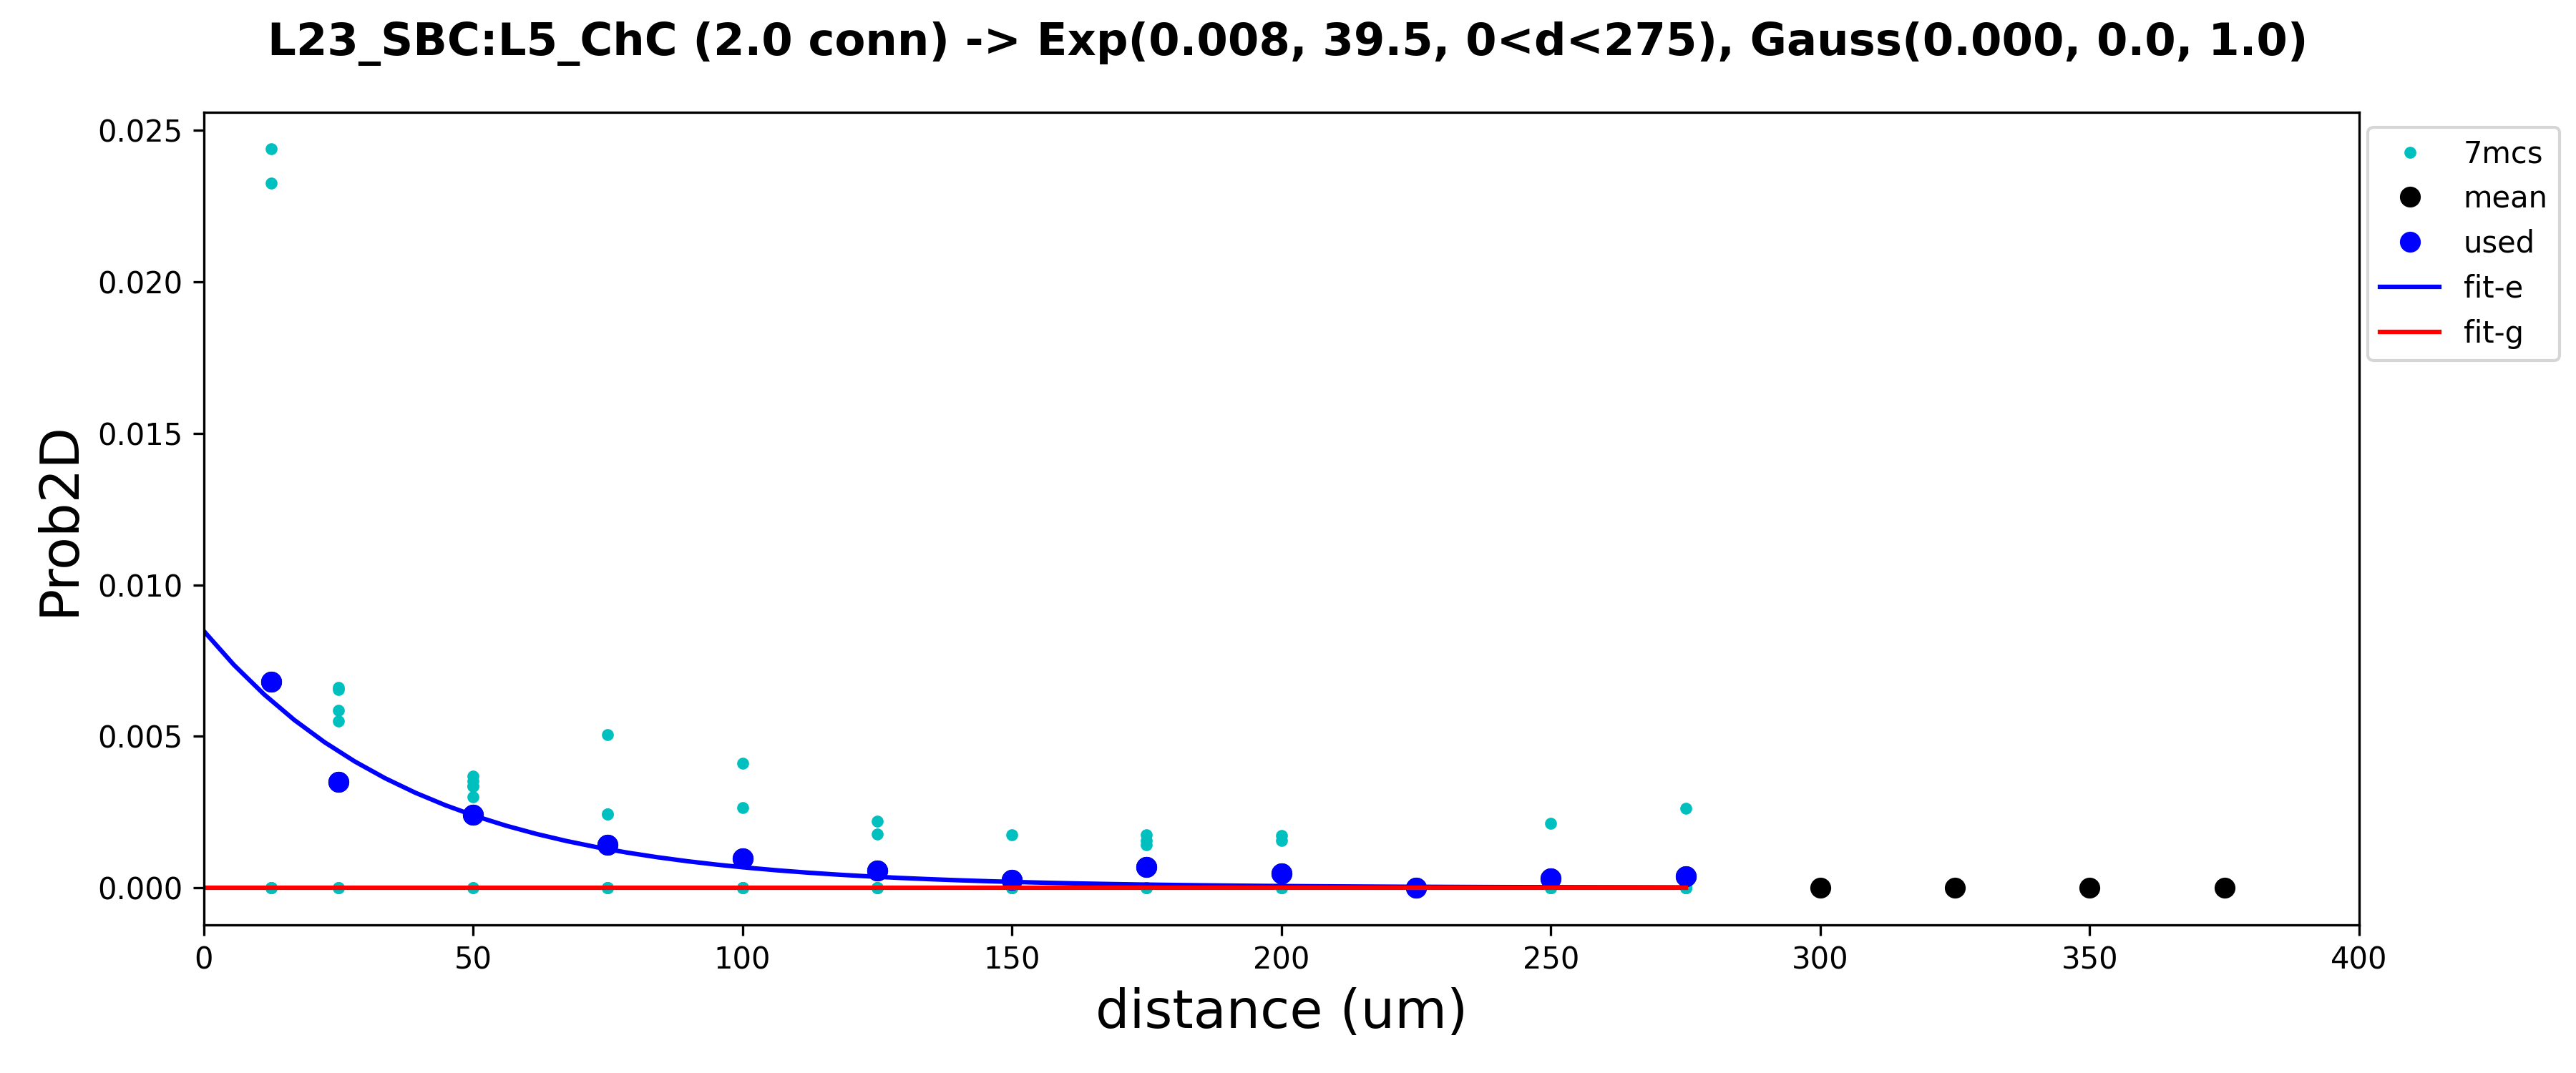 L23_SBC:L5_ChC (2.0 conn) -> Exp(0.008, 39.5, 0<d<275), Gauss(0.000, 0.0, 1.0)
0.025
0.020
0.015
0.010
0.005
0.000
Prob2D
0 50 100 150 200 250 300 350 400
distance (um)
7mcs
mean
used
fit-e
fit-g